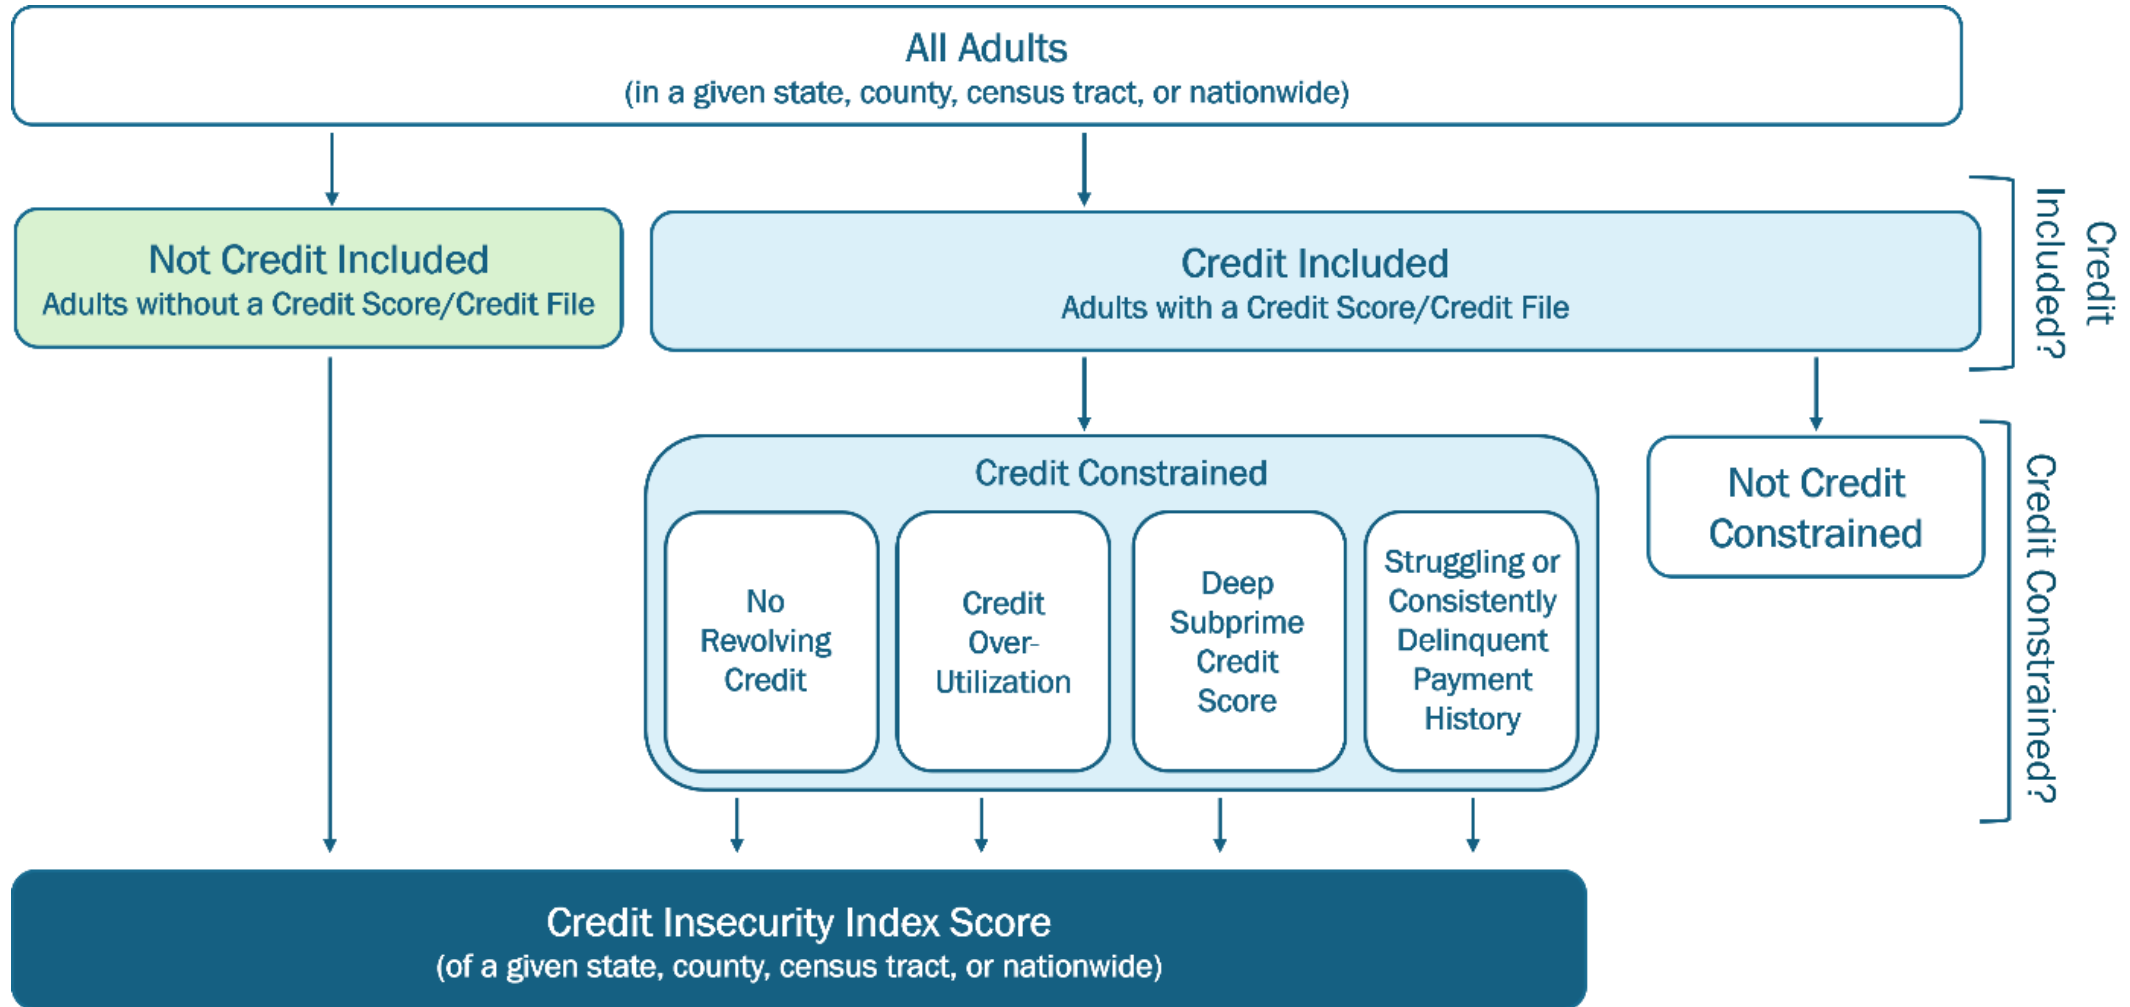 All Adults
(in a given state, county, census tract, or nationwide)
Not Credit Included
Adults without a Credit Score/Credit File
Credit Included
Adults with a Credit Score/Credit File
Credit
Included?
Credit Constrained
No
Revolving
Credit
Credit
Over-
Utilization
Deep
Subprime
Credit
Score
Struggling or
Consistently
Delinquent
Payment
History
Not Credit
Constrained
Credit Constrained?
Credit Insecurity Index Score
(of a given state, county, census tract, or nationwide)